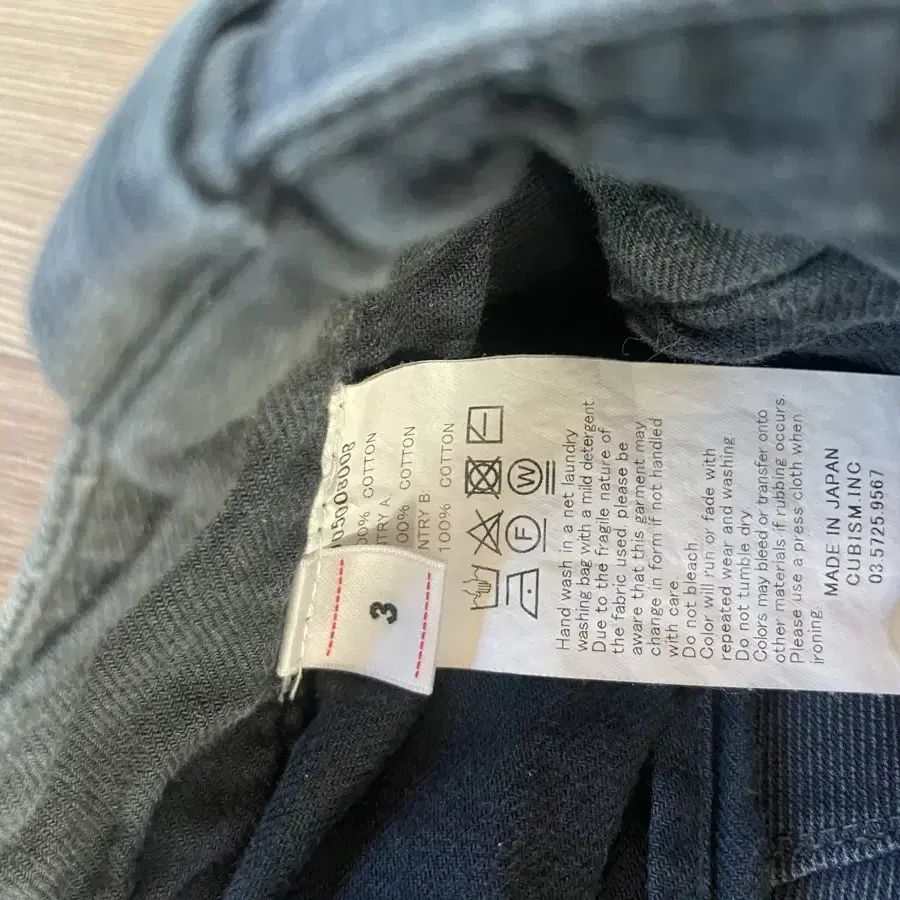 3
100% COTTON
100% COTTON
100% COTTON
F
W
Hand wash in a net laundry
washing bag with a mild detergent
Due to the fragile nature of
the fabric used, please be
aware that this garment may
change in form if not handled
with care.
Do not bleach.
Color will run or fade with
repeated wear and washing
Do not tumble dry.
Colors may bleed or transfer onto
other materials if rubbing occurs.
Please use a press cloth when
ironing.
MADE IN JAPAN
CUBISM.INC
03.5725.9567